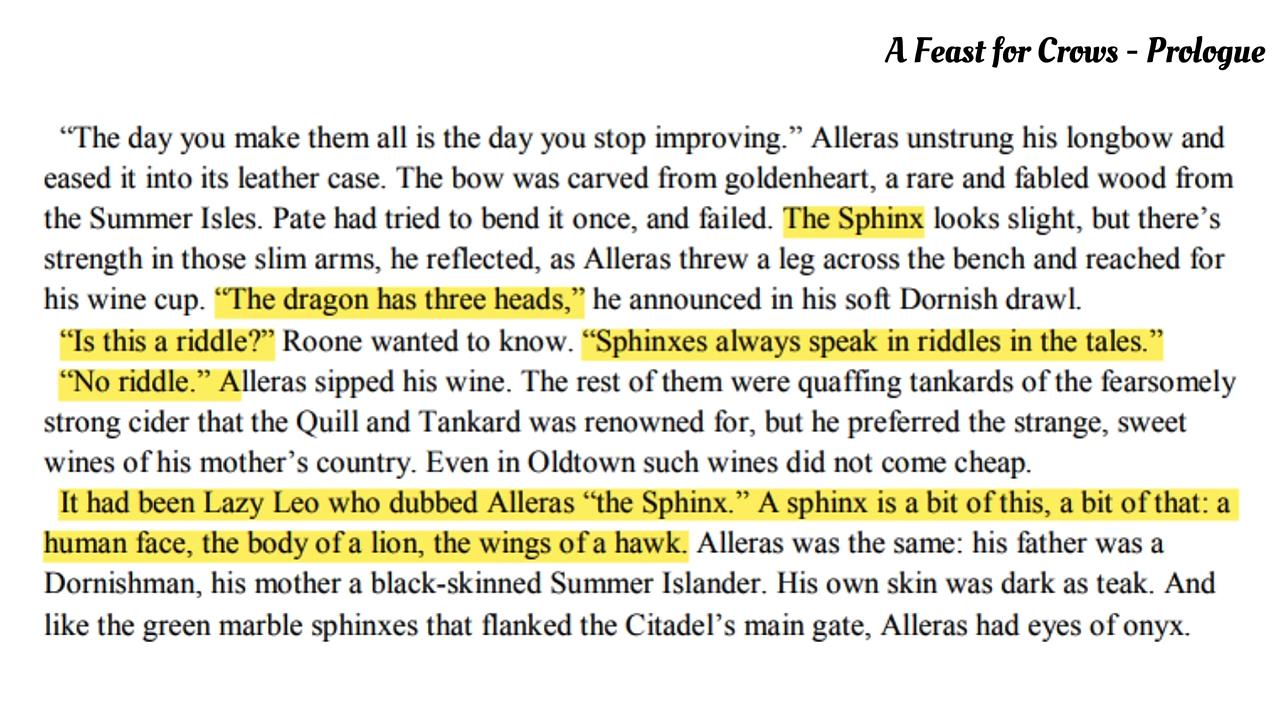 A Feast for Crows - Prologue
“The day you make them all is the day you stop improving.” Alleras unstrung his longbow and
eased it into its leather case. The bow was carved from goldenheart, a rare and fabled wood from
the Summer Isles. Pate had tried to bend it once, and failed. The Sphinx looks slight, but there’s
strength in those slim arms, he reflected, as Alleras threw a leg across the bench and reached for
his wine cup. “The dragon has three heads,” he announced in his soft Dornish drawl.
“Is this a riddle?” Roone wanted to know. “Sphinxes always speak in riddles in the tales.”
“No riddle.” Alleras sipped his wine. The rest of them were quaffing tankards of the fearsomely
strong cider that the Quill and Tankard was renowned for, but he preferred the strange, sweet
wines of his mother’s country. Even in Oldtown such wines did not come cheap.
It had been Lazy Leo who dubbed Alleras “the Sphinx.” A sphinx is a bit of this, a bit of that: a
human face, the body of a lion, the wings of a hawk. Alleras was the same: his father was a
Dornishman, his mother a black-skinned Summer Islander. His own skin was dark as teak. And
like the green marble sphinxes that flanked the Citadel’s main gate, Alleras had eyes of onyx.